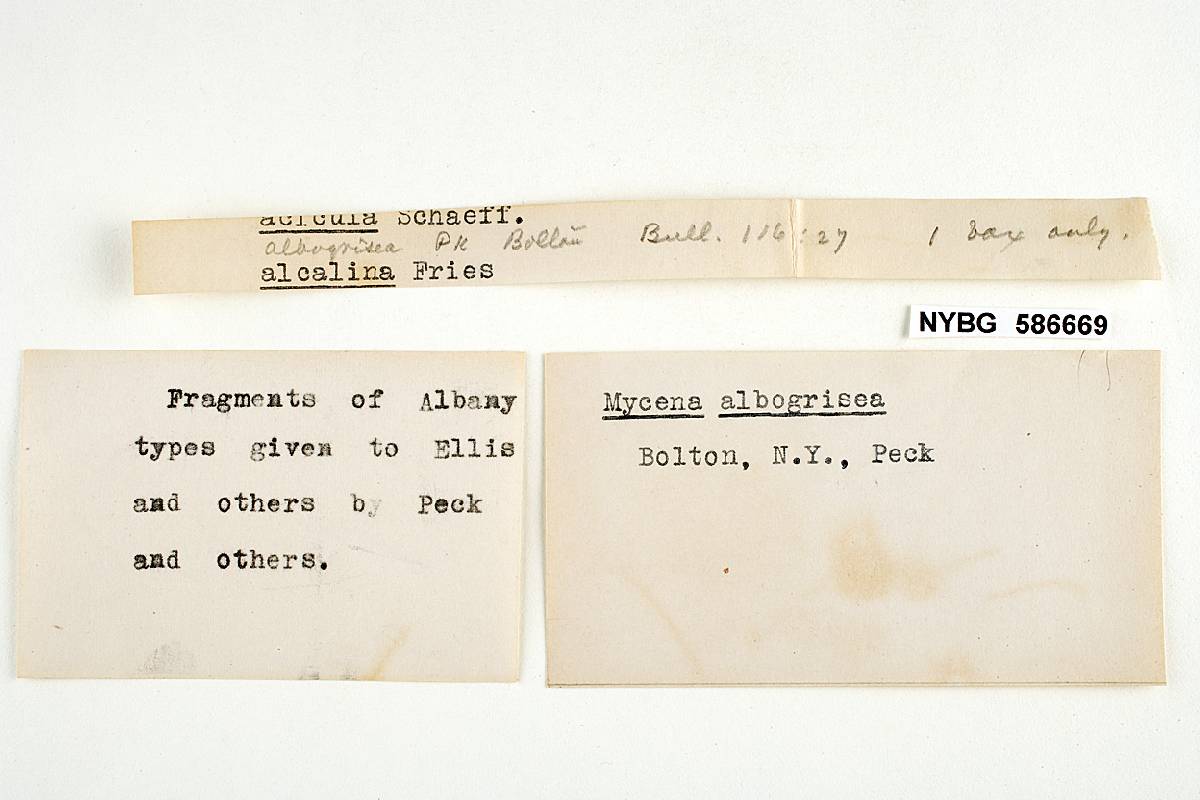 acicula Schaeff.
albogrisea Pk Bolton Bull. 116:27 1 box only.
alcalina Fries
NYBG 586669
Fragments of Albany
types given to Ellis
and others by Peck
and others.
Mycena albogrisea
Bolton, N.Y., Peck